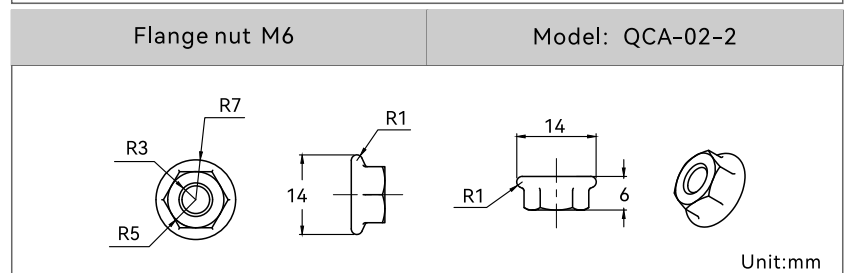 Flange nut M6
Model: QCA-02-2
R7
R1
R3
14
14
R1
6
R5
Unit:mm